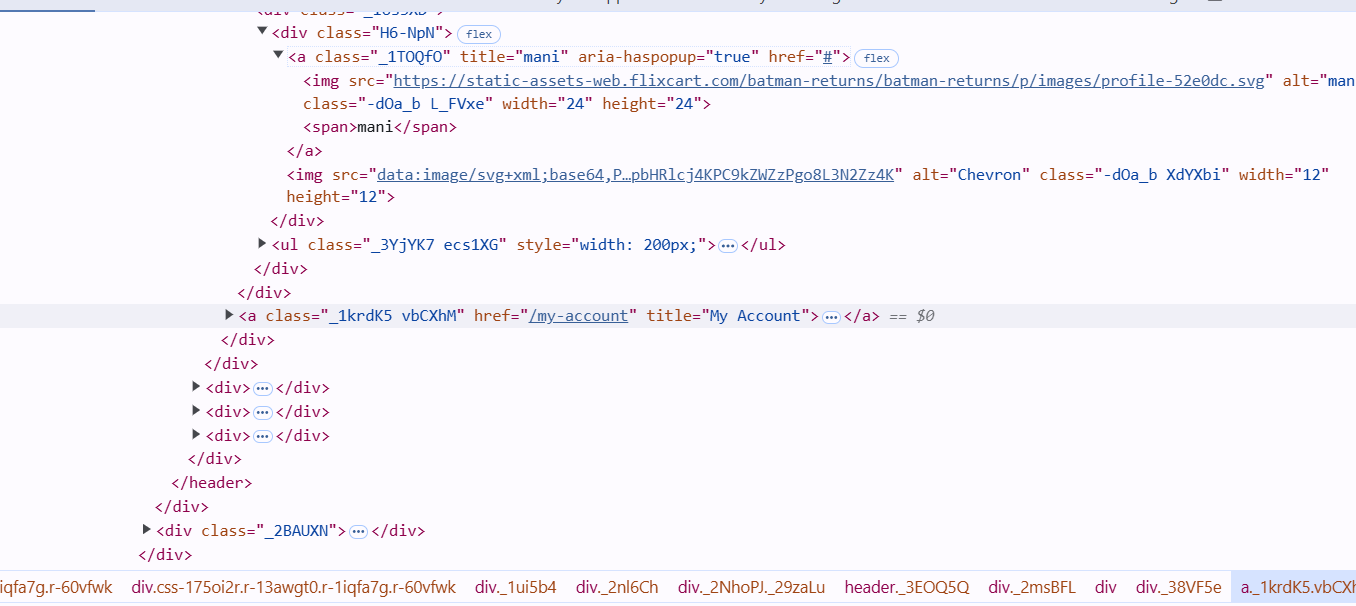 <div class="H6-NpN"> flex
<a class="_1TOQfO" title="mani" aria-haspopup="true" href="#"> flex
<img src="https://static-assets-web.flixcart.com/batman-returns/batman-returns/p/images/profile-52e0dc.svg" alt="man
class="-dOa_b L_FVxe" width="24" height="24">
<span>mani</span>
</a>
<img src="data:image/svg+xml;base64,P…pbHRlcj4KPC9kZWZzPgo8L3N2Zz4K" alt="Chevron" class="-dOa_b XdYXbi" width="12"
height="12">
</div>
<ul class="_3YjYK7 ecs1XG" style="width: 200px;">…</ul>
</div>
</div>
<a class="_1krdK5 vbCXhM" href="/my-account" title="My Account">…</a> == $0
</div>
</div>
<div>…</div>
<div>…</div>
<div>…</div>
</div>
</header>
</div>
<div class="_2BAUXN">…</div>
</div>
iqfa7g.r-60vfwk div.css-175oi2r.r-13awgt0.r-1iqfa7g.r-60vfwk div._1ui5b4 div._2nl6Ch div._2NhoPJ._29zaLu header._3EOQ5Q div._2msBFL div div._38VF5e a._1krdK5.vbCXh